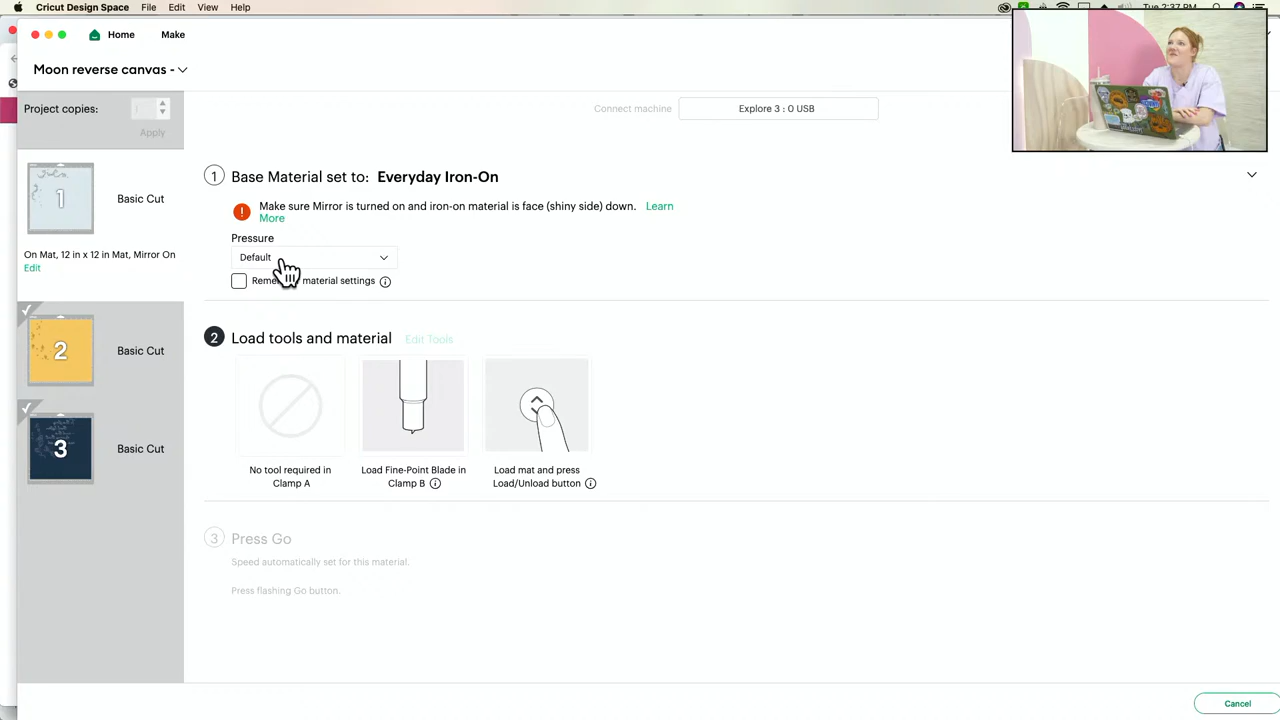 Cricut Design Space File Edit View Help
Tue 2:37 PM
Home Make
Moon reverse canvas -
Project copies: 1
Apply
Connect machine Explore 3 : 0 USB
1
Basic Cut
On Mat, 12 in x 12 in Mat, Mirror On
Edit
2
Basic Cut
3
Basic Cut
1 Base Material set to: Everyday Iron-On
! Make sure Mirror is turned on and iron-on material is face (shiny side) down. Learn
More
Pressure
Default
material settings
2 Load tools and material Edit Tools
No tool required in
Clamp A
Load Fine-Point Blade in
Clamp B
Load mat and press
Load/Unload button
3 Press Go
Speed automatically set for this material.
Press flashing Go button.
Cancel